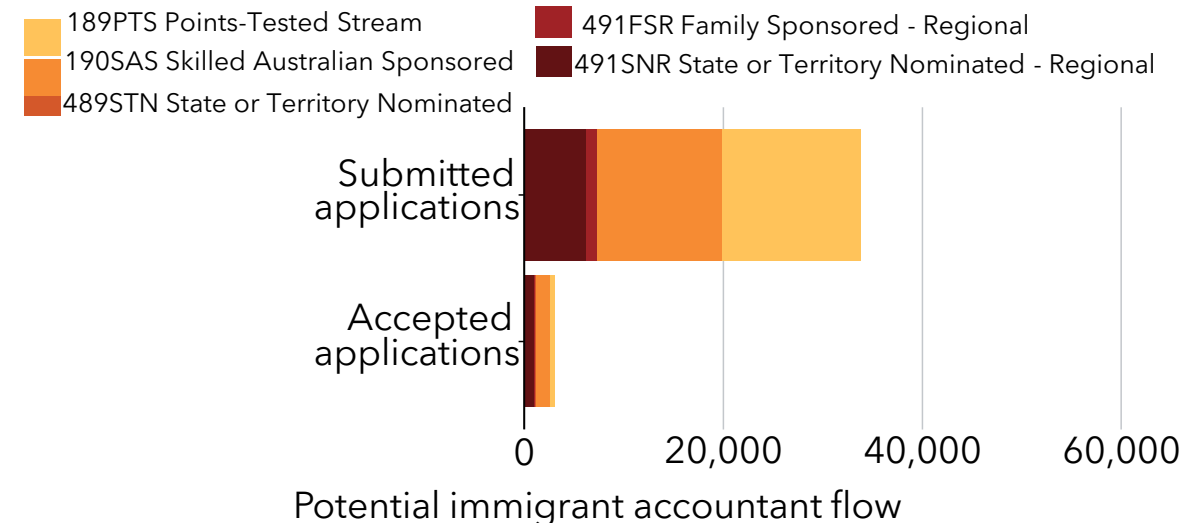 189PTS Points-Tested Stream
190SAS Skilled Australian Sponsored
489STN State or Territory Nominated
491FSR Family Sponsored - Regional
491SNR State or Territory Nominated - Regional
Submitted
applications
Accepted
applications
0 20,000 40,000 60,000
Potential immigrant accountant flow